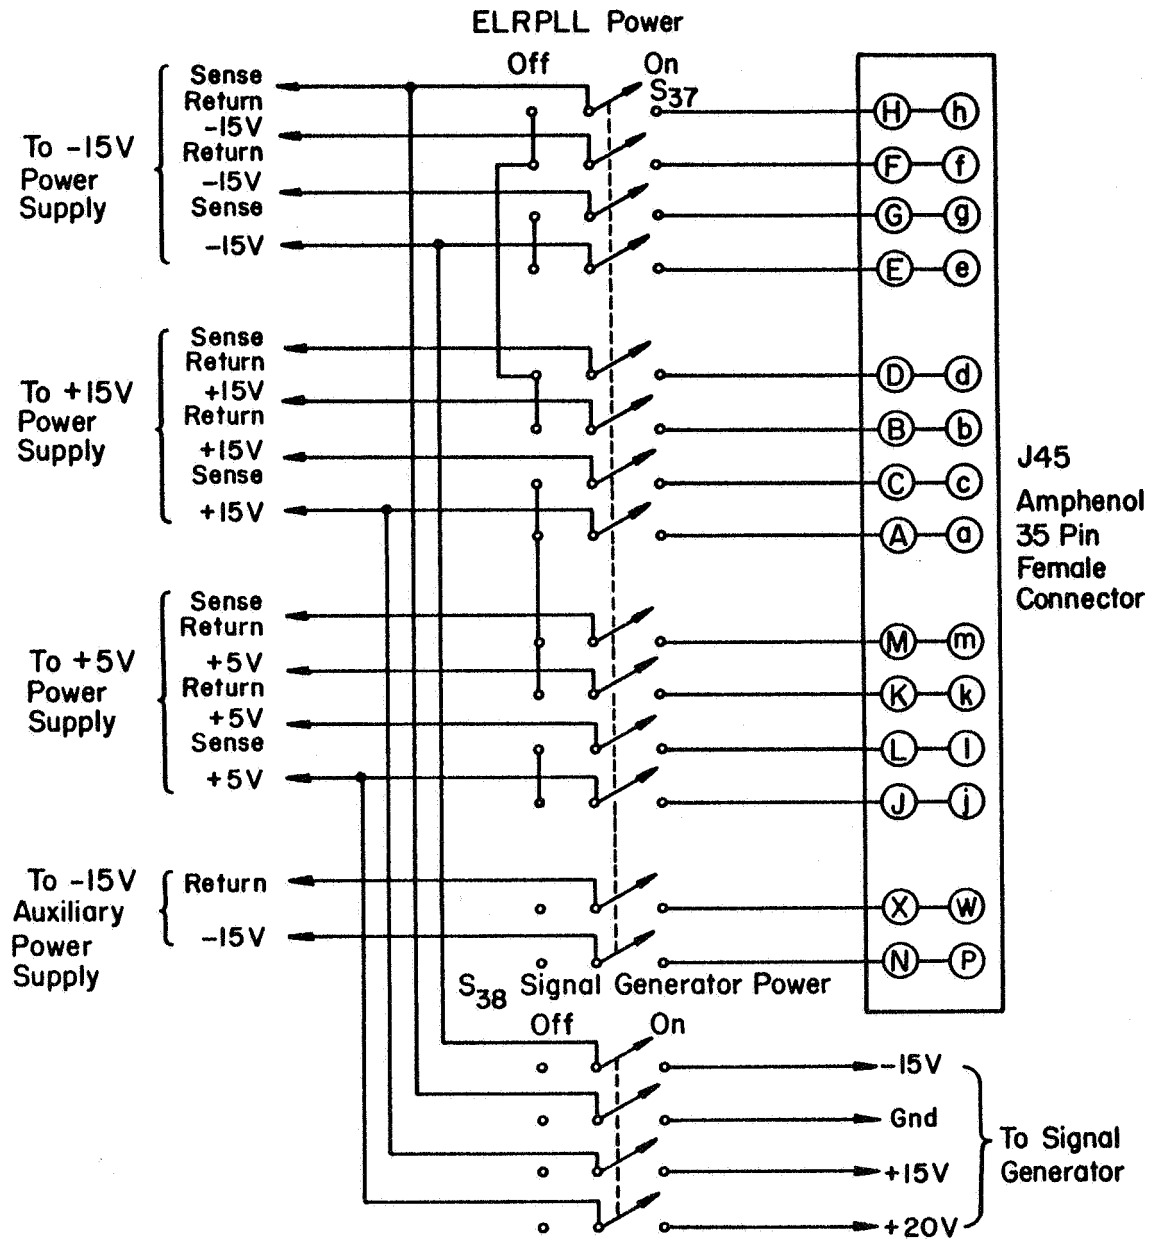 ELRPLL Power
Off On
S37
To -15V
Power
Supply
Sense
Return
-15V
Return
-15V
Sense
-15V
H h
F f
G g
E e
To +15V
Power
Supply
Sense
Return
+15V
Return
+15V
Sense
+15V
D d
B b
C c
A a
J45
Amphenol
35 Pin
Female
Connector
To +5V
Power
Supply
Sense
Return
+5V
Return
+5V
Sense
+5V
M m
K k
L l
J j
To -15V
Auxiliary
Power
Supply
Return
-15V
X W
N P
S38 Signal Generator Power
Off On
-15V
Gnd
+15V
+20V
To Signal
Generator